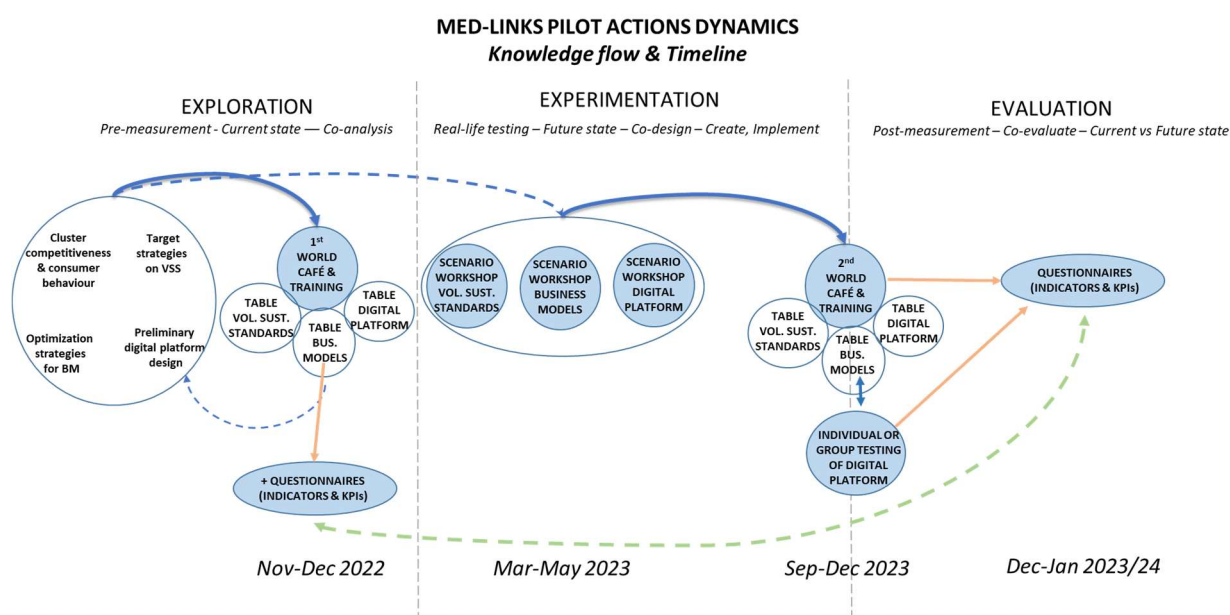 MED-LINKS PILOT ACTIONS DYNAMICS
Knowledge flow & Timeline
EXPLORATION
Pre-measurement - Current state — Co-analysis
EXPERIMENTATION
Real-life testing – Future state – Co-design – Create, Implement
EVALUATION
Post-measurement – Co-evaluate – Current vs Future state
Cluster
competitiveness
& consumer
behaviour
Target
strategies
on VSS
Optimization
strategies
for BM
Preliminary
digital platform
design
1st
WORLD
CAFÉ &
TRAINING
TABLE
VOL. SUST.
STANDARDS
TABLE
BUS.
MODELS
TABLE
DIGITAL
PLATFORM
+ QUESTIONNAIRES
(INDICATORS & KPIs)
SCENARIO
WORKSHOP
VOL. SUST.
STANDARDS
SCENARIO
WORKSHOP
BUSINESS
MODELS
SCENARIO
WORKSHOP
DIGITAL
PLATFORM
2nd
WORLD
CAFÉ &
TRAINING
TABLE
VOL. SUST.
STANDARDS
TABLE
BUS.
MODELS
TABLE
DIGITAL
PLATFORM
INDIVIDUAL OR
GROUP TESTING
OF DIGITAL
PLATFORM
QUESTIONNAIRES
(INDICATORS & KPIs)
Nov-Dec 2022
Mar-May 2023
Sep-Dec 2023
Dec-Jan 2023/24